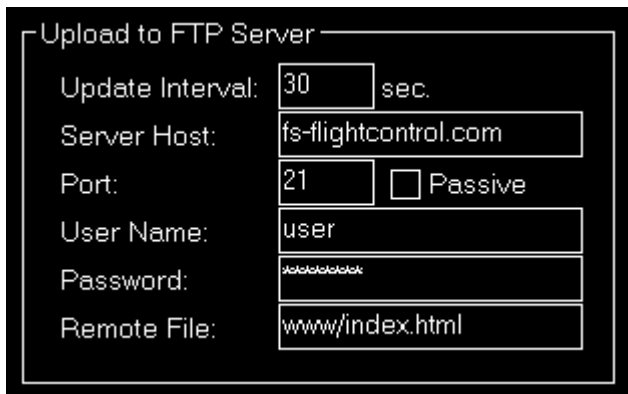 Upload to FTP Server
Update Interval: 30 sec.
Server Host: fs-flightcontrol.com
Port: 21 Passive
User Name: user
Password: *********
Remote File: www/index.html